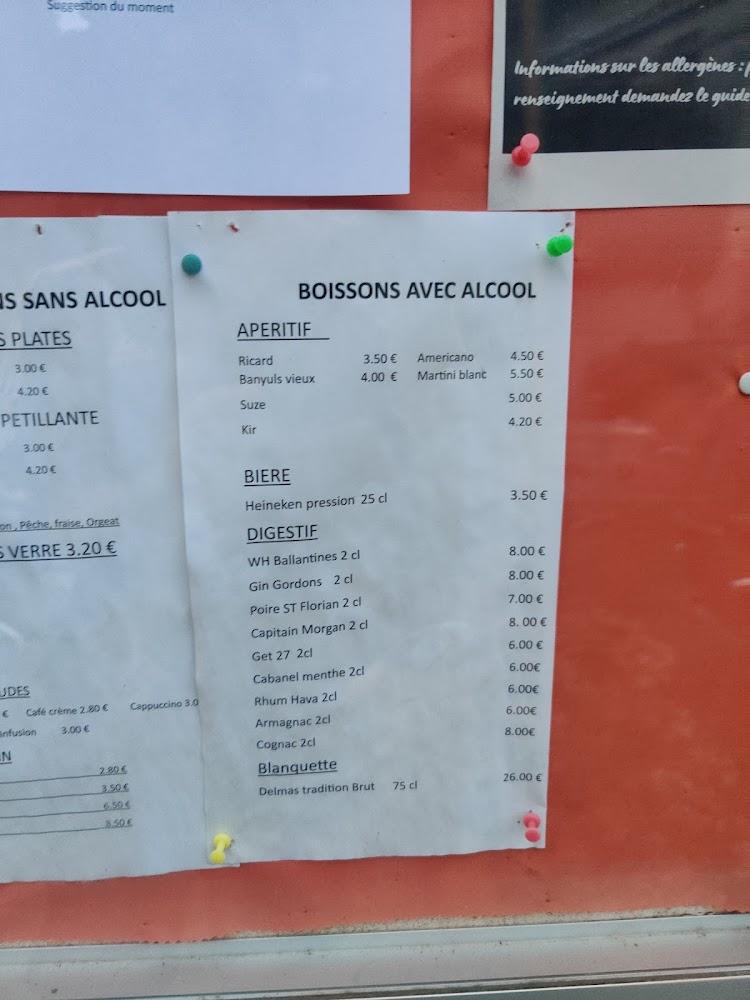 Suggestion du moment
Informations sur les allergènes :
renseignement demandez le guide
NS SANS ALCOOL
S PLATES
3.00 €
4.20 €
PETILLANTE
3.00 €
4.20 €
on , Pêche, fraise, Orgeat
S VERRE 3.20 €
UDES
€ Café crème 2.80 € Cappuccino 3.0
infusion 3.00 €
N
2.80 €
3.50 €
6.50 €
8.50 €
BOISSONS AVEC ALCOOL
APERITIF
Ricard 3.50 € Americano 4.50 €
Banyuls vieux 4.00 € Martini blanc 5.50 €
Suze 5.00 €
Kir 4.20 €
BIERE
Heineken pression 25 cl 3.50 €
DIGESTIF
WH Ballantines 2 cl 8.00 €
Gin Gordons 2 cl 8.00 €
Poire ST Florian 2 cl 7.00 €
Capitain Morgan 2 cl 8. 00 €
Get 27 2cl 6.00 €
Cabanel menthe 2cl 6.00€
Rhum Hava 2cl 6.00€
Armagnac 2cl 6.00€
Cognac 2cl 8.00€
Blanquette
Delmas tradition Brut 75 cl 26.00 €